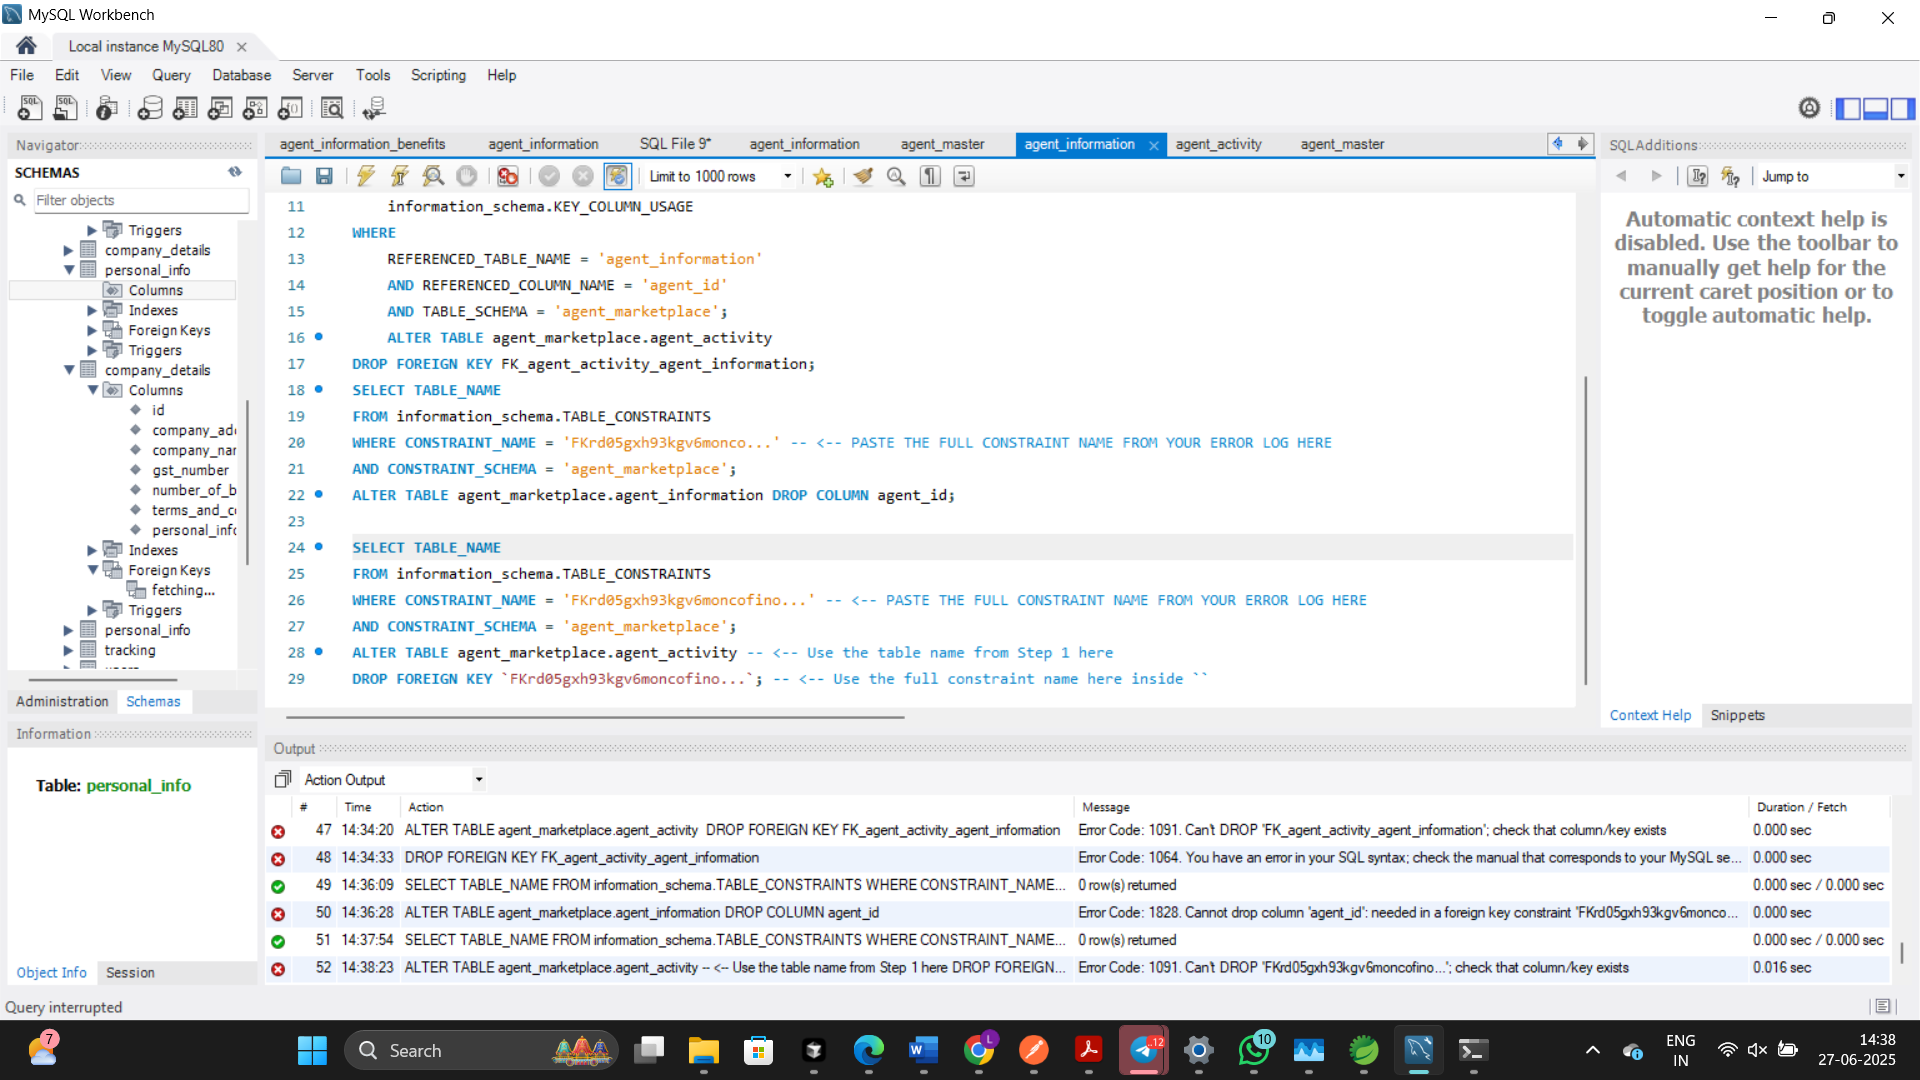 MySQL Workbench
Local instance MySQL80
File Edit View Query Database Server Tools Scripting Help
Navigator
SCHEMAS
Filter objects
Triggers
company_details
personal_info
Columns
Indexes
Foreign Keys
Triggers
company_details
Columns
id
company_ad
company_nar
gst_number
number_of_b
terms_and_c
personal_info
Indexes
Foreign Keys
fetching...
Triggers
personal_info
tracking
Administration Schemas
Information
Table: personal_info
Object Info Session
Query interrupted
agent_information_benefits agent_information SQL File 9* agent_information agent_master agent_information agent_activity agent_master
Limit to 1000 rows
11 information_schema.KEY_COLUMN_USAGE
12 WHERE
13 REFERENCED_TABLE_NAME = 'agent_information'
14 AND REFERENCED_COLUMN_NAME = 'agent_id'
15 AND TABLE_SCHEMA = 'agent_marketplace';
16 ALTER TABLE agent_marketplace.agent_activity
17 DROP FOREIGN KEY FK_agent_activity_agent_information;
18 SELECT TABLE_NAME
19 FROM information_schema.TABLE_CONSTRAINTS
20 WHERE CONSTRAINT_NAME = 'FKrd05gxh93kgv6monco...' -- <-- PASTE THE FULL CONSTRAINT NAME FROM YOUR ERROR LOG HERE
21 AND CONSTRAINT_SCHEMA = 'agent_marketplace';
22 ALTER TABLE agent_marketplace.agent_information DROP COLUMN agent_id;
23
24 SELECT TABLE_NAME
25 FROM information_schema.TABLE_CONSTRAINTS
26 WHERE CONSTRAINT_NAME = 'FKrd05gxh93kgv6moncofino...' -- <-- PASTE THE FULL CONSTRAINT NAME FROM YOUR ERROR LOG HERE
27 AND CONSTRAINT_SCHEMA = 'agent_marketplace';
28 ALTER TABLE agent_marketplace.agent_activity -- <-- Use the table name from Step 1 here
29 DROP FOREIGN KEY `FKrd05gxh93kgv6moncofino...`; -- <-- Use the full constraint name here inside ``
SQLAdditions
Jump to
Automatic context help is
disabled. Use the toolbar to
manually get help for the
current caret position or to
toggle automatic help.
Context Help Snippets
Output
Action Output
# Time Action Message Duration / Fetch
47 14:34:20 ALTER TABLE agent_marketplace.agent_activity DROP FOREIGN KEY FK_agent_activity_agent_information Error Code: 1091. Can't DROP 'FK_agent_activity_agent_information'; check that column/key exists 0.000 sec
48 14:34:33 DROP FOREIGN KEY FK_agent_activity_agent_information Error Code: 1064. You have an error in your SQL syntax; check the manual that corresponds to your MySQL se... 0.000 sec
49 14:36:09 SELECT TABLE_NAME FROM information_schema.TABLE_CONSTRAINTS WHERE CONSTRAINT_NAME... 0 row(s) returned 0.000 sec / 0.000 sec
50 14:36:28 ALTER TABLE agent_marketplace.agent_information DROP COLUMN agent_id Error Code: 1828. Cannot drop column 'agent_id': needed in a foreign key constraint 'FKrd05gxh93kgv6monco... 0.000 sec
51 14:37:54 SELECT TABLE_NAME FROM information_schema.TABLE_CONSTRAINTS WHERE CONSTRAINT_NAME... 0 row(s) returned 0.000 sec / 0.000 sec
52 14:38:23 ALTER TABLE agent_marketplace.agent_activity -- <-- Use the table name from Step 1 here DROP FOREIGN... Error Code: 1091. Can't DROP 'FKrd05gxh93kgv6moncofino...'; check that column/key exists 0.016 sec
7
Search
L
..12
10
ENG
IN
14:38
27-06-2025